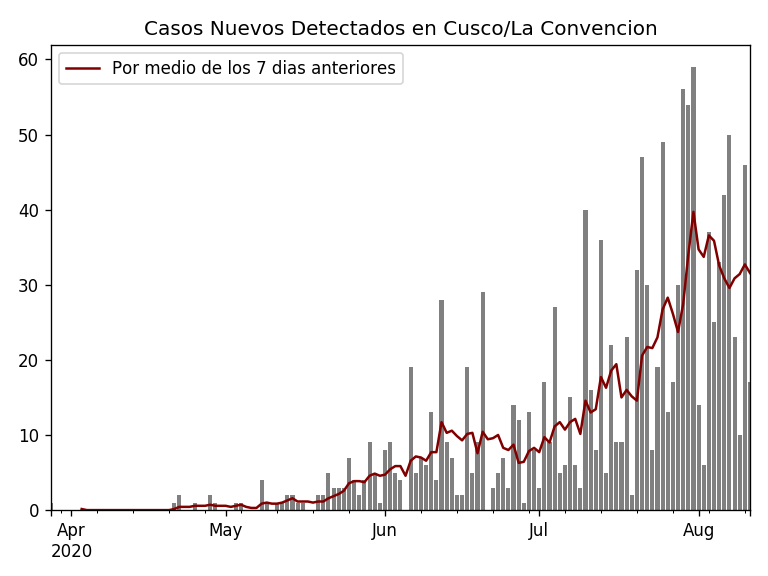 Casos Nuevos Detectados en Cusco/La Convencion
Por medio de los 7 dias anteriores
60
50
40
30
20
10
0
Apr May Jun Jul Aug
2020